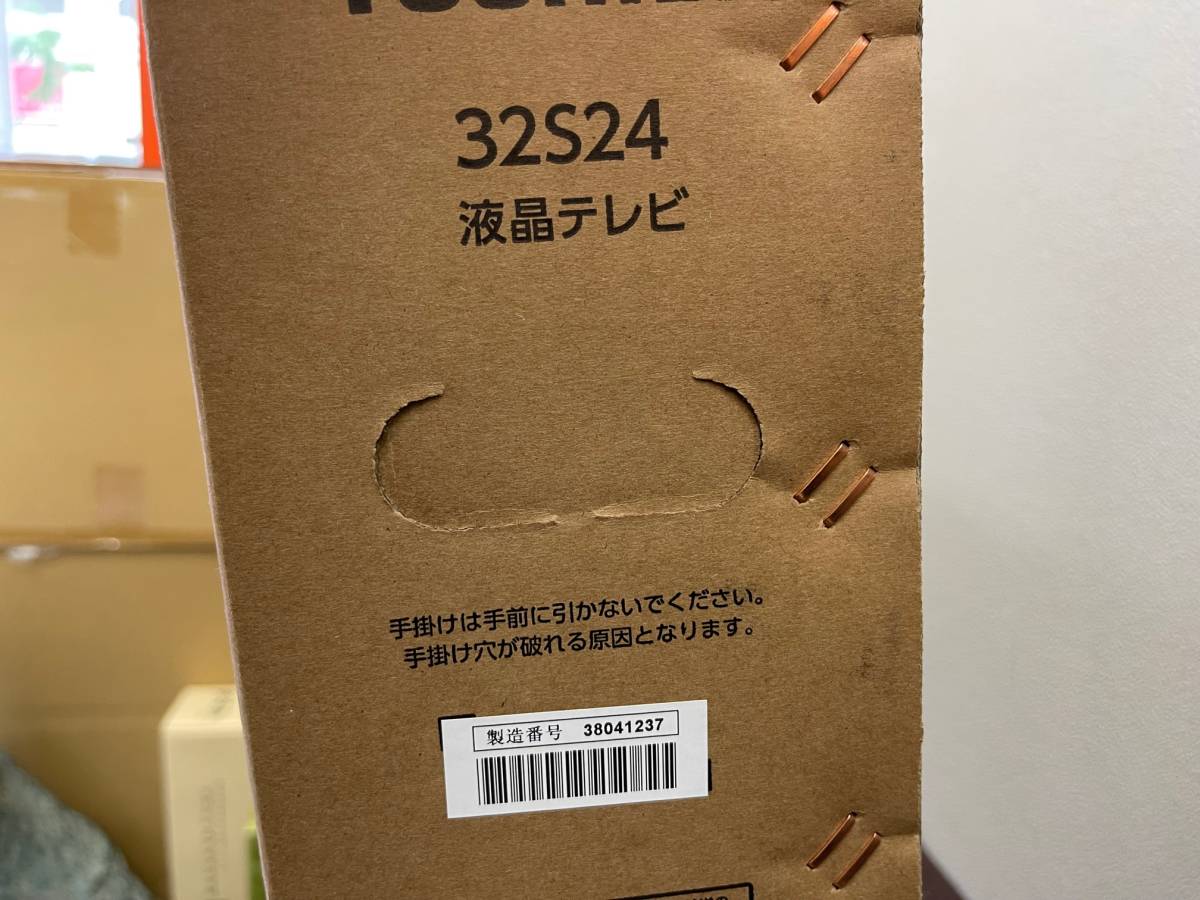 32S24
液晶テレビ
手掛けは手前に引かないでください。
手掛け穴が破れる原因となります。
製造番号 38041237